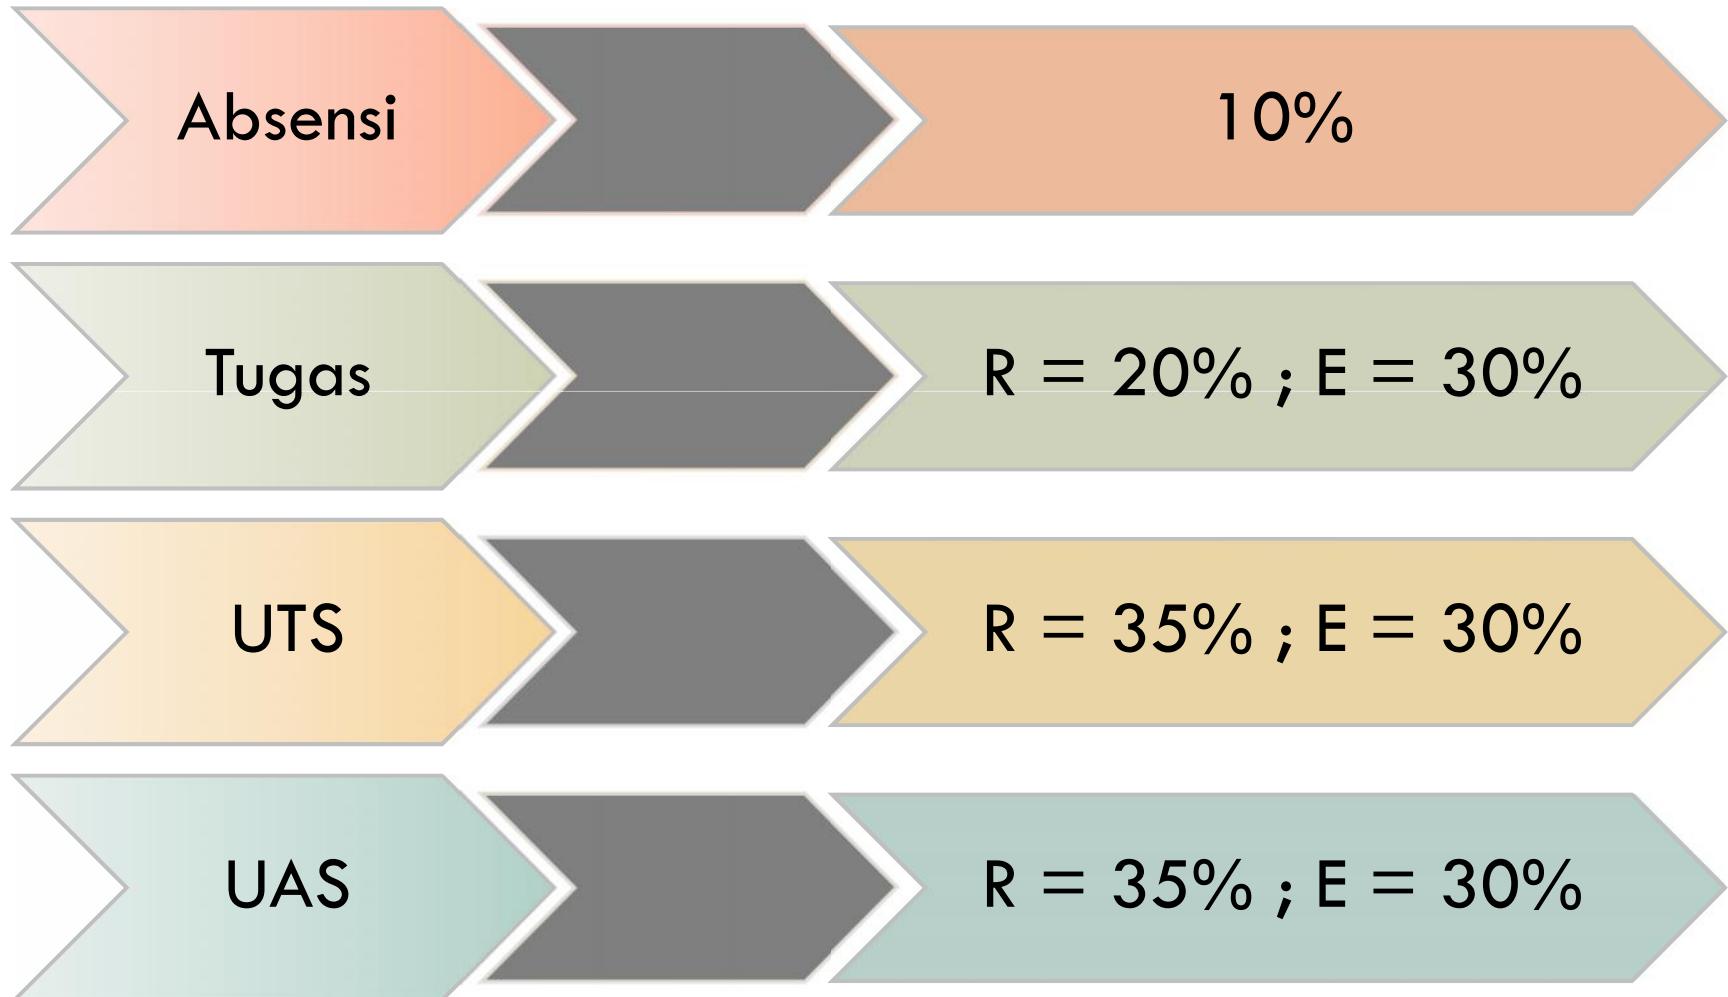 Absensi
10%
Tugas
R = 20% ; E = 30%
UTS
R = 35% ; E = 30%
UAS
R = 35% ; E = 30%